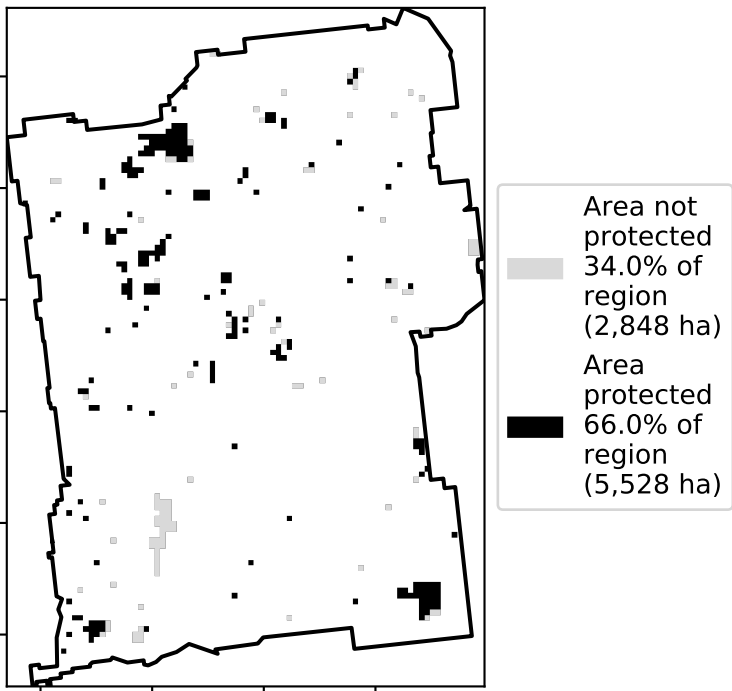 Area not
protected
34.0% of
region
(2,848 ha)
Area
protected
66.0% of
region
(5,528 ha)